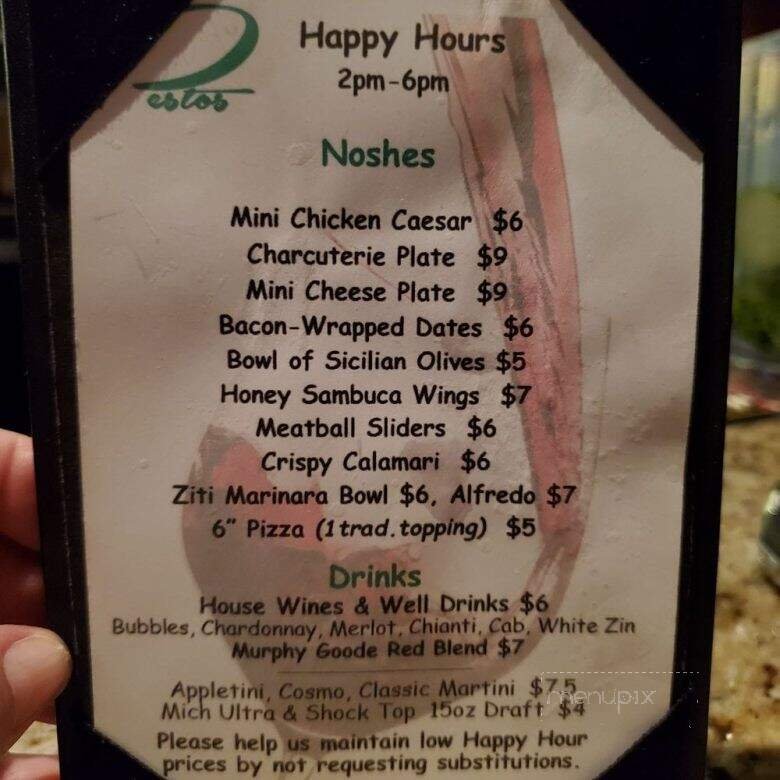 Happy Hours
Destos
2pm-6pm
Noshes
Mini Chicken Caesar $6
Charcuterie Plate $9
Mini Cheese Plate $9
Bacon-Wrapped Dates $6
Bowl of Sicilian Olives $5
Honey Sambuca Wings $7
Meatball Sliders $6
Crispy Calamari $6
Ziti Marinara Bowl $6, Alfredo $7
6" Pizza (1 trad. topping) $5
Drinks
House Wines & Well Drinks $6
Bubbles, Chardonnay, Merlot, Chianti, Cab, White Zin
Murphy Goode Red Blend $7
Appletini, Cosmo, Classic Martini $7.5
Mich Ultra & Shock Top 15oz Draft $4
menupix
Please help us maintain low Happy Hour
prices by not requesting substitutions.